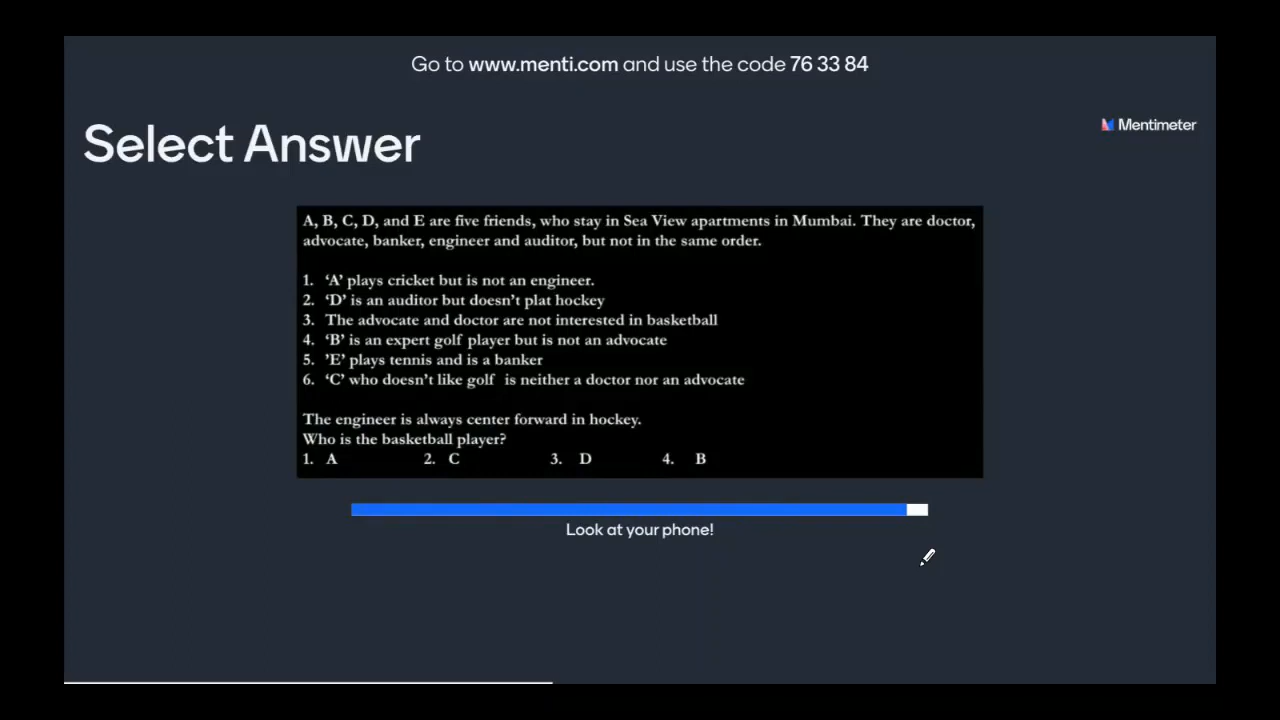 Go to www.menti.com and use the code 76 33 84
Select Answer
Mentimeter
A, B, C, D, and E are five friends, who stay in Sea View apartments in Mumbai. They are doctor,
advocate, banker, engineer and auditor, but not in the same order.
1. ‘A’ plays cricket but is not an engineer.
2. ‘D’ is an auditor but doesn’t plat hockey
3. The advocate and doctor are not interested in basketball
4. ‘B’ is an expert golf player but is not an advocate
5. ’E’ plays tennis and is a banker
6. ‘C’ who doesn’t like golf is neither a doctor nor an advocate
The engineer is always center forward in hockey.
Who is the basketball player?
1. A 2. C 3. D 4. B
Look at your phone!